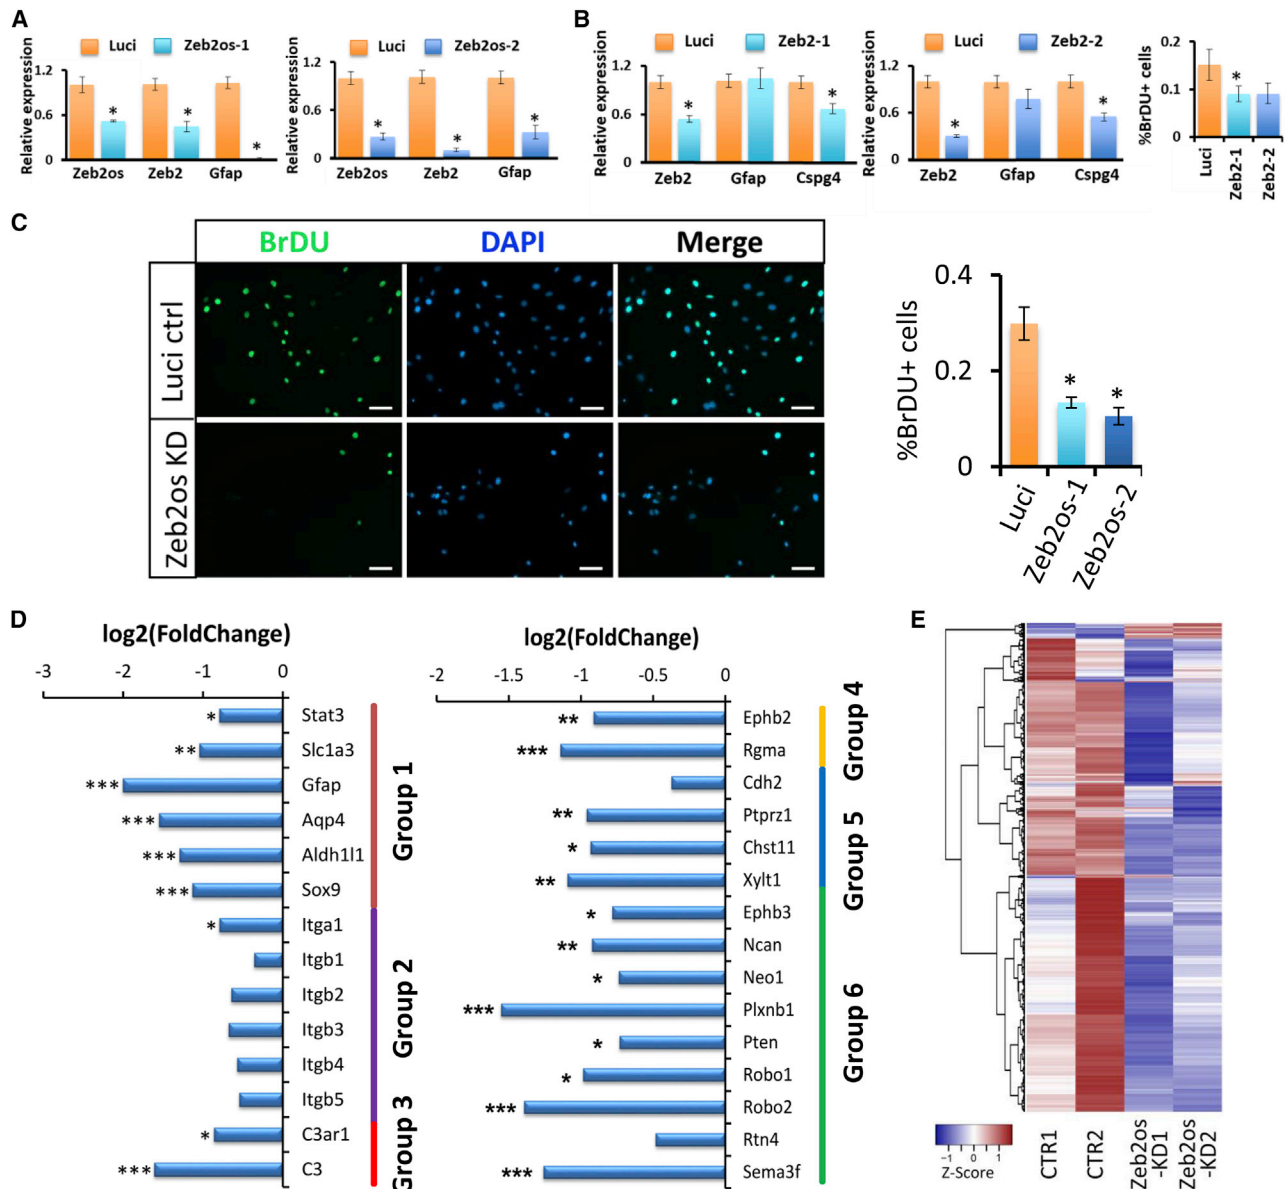 A
Luci Zeb2os-1
Relative expression
1.2
0.6
0
* * *
Zeb2os Zeb2 Gfap
Luci Zeb2os-2
Relative expression
1.2
0.6
0
* * *
Zeb2os Zeb2 Gfap
B
Luci Zeb2-1
Relative expression
1.2
0.6
0
* *
Zeb2 Gfap Cspg4
Luci Zeb2-2
Relative expression
1.2
0.6
0
* *
Zeb2 Gfap Cspg4
%BrDU+ cells
0.2
0.1
0
*
Luci
Zeb2-1
Zeb2-2
C
BrDU DAPI Merge
Luci ctrl
Zeb2os KD
%BrDU+ cells
0.4
0.2
0
* *
Luci
Zeb2os-1
Zeb2os-2
D
log2(FoldChange)
-3 -2 -1 0
* Stat3
** Slc1a3
*** Gfap
*** Aqp4
*** Aldh1l1
*** Sox9
* Itga1
Itgb1
Itgb2
Itgb3
Itgb4
Itgb5
* C3ar1
*** C3
Group 1
Group 2
Group 3
log2(FoldChange)
-2 -1.5 -1 -0.5 0
** Ephb2
*** Rgma
Cdh2
** Ptprz1
* Chst11
** Xylt1
* Ephb3
** Ncan
* Neo1
*** Plxnb1
* Pten
* Robo1
*** Robo2
Rtn4
*** Sema3f
Group 4
Group 5
Group 6
E
−1 0 1
Z-Score
CTR1
CTR2
Zeb2os
-KD1
Zeb2os
-KD2